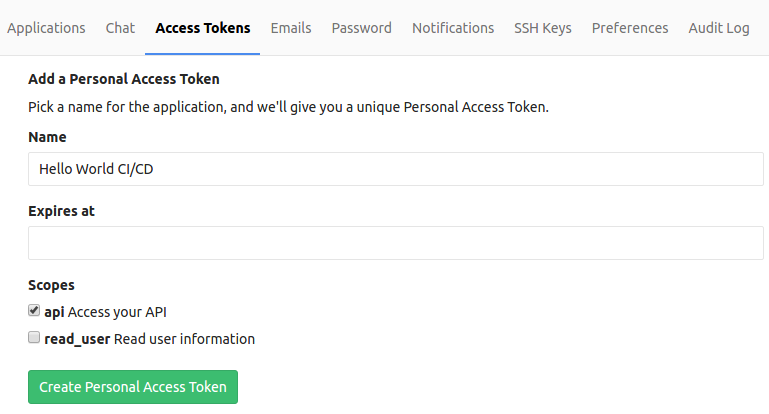 Applications Chat Access Tokens Emails Password Notifications SSH Keys Preferences Audit Log
Add a Personal Access Token
Pick a name for the application, and we'll give you a unique Personal Access Token.
Name
Hello World CI/CD
Expires at
Scopes
api Access your API
read_user Read user information
Create Personal Access Token